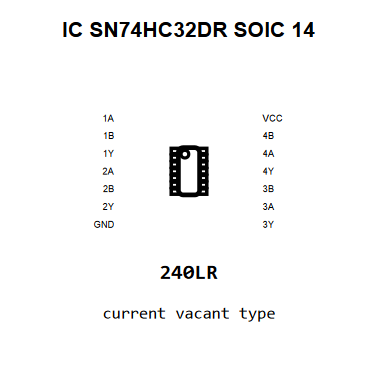 IC SN74HC32DR SOIC 14
1A VCC
1B 4B
1Y 4A
2A 4Y
2B 3B
2Y 3A
GND 3Y
240LR
current vacant type